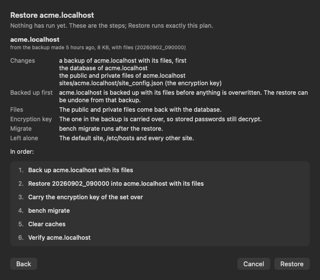 Restore acme.localhost
Nothing has run yet. These are the steps; Restore runs exactly this plan.
acme.localhost
from the backup made 5 hours ago, 8 KB, with files (20260902_090000)
Changes a backup of acme.localhost with its files, first
the database of acme.localhost
the public and private files of acme.localhost
sites/acme.localhost/site_config.json (the encryption key)
Backed up first acme.localhost is backed up with its files before anything is overwritten. The restore can
be undone from that backup.
Files The public and private files come back with the database.
Encryption key The one in the backup is carried over, so stored passwords still decrypt.
Migrate bench migrate runs after the restore.
Left alone The default site, /etc/hosts and every other site.
In order:
1. Back up acme.localhost with its files
2. Restore 20260902_090000 into acme.localhost with its files
3. Carry the encryption key of the set over
4. bench migrate
5. Clear caches
6. Verify acme.localhost
Back Cancel Restore